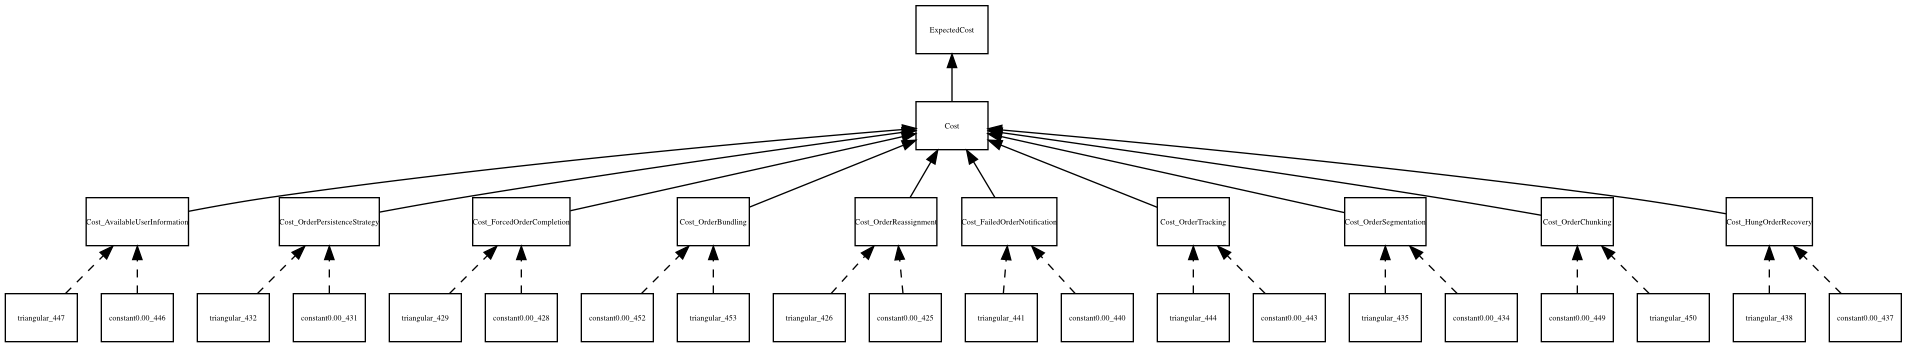 ExpectedCost
Cost
Cost_AvailableUserInformation
Cost_OrderPersistenceStrategy
Cost_ForcedOrderCompletion
Cost_OrderBundling
Cost_OrderReassignment
Cost_FailedOrderNotification
Cost_OrderTracking
Cost_OrderSegmentation
Cost_OrderChunking
Cost_HungOrderRecovery
triangular_447
constant0.00_446
triangular_432
constant0.00_431
triangular_429
constant0.00_428
constant0.00_452
triangular_453
triangular_426
constant0.00_425
triangular_441
constant0.00_440
triangular_444
constant0.00_443
triangular_435
constant0.00_434
constant0.00_449
triangular_450
triangular_438
constant0.00_437